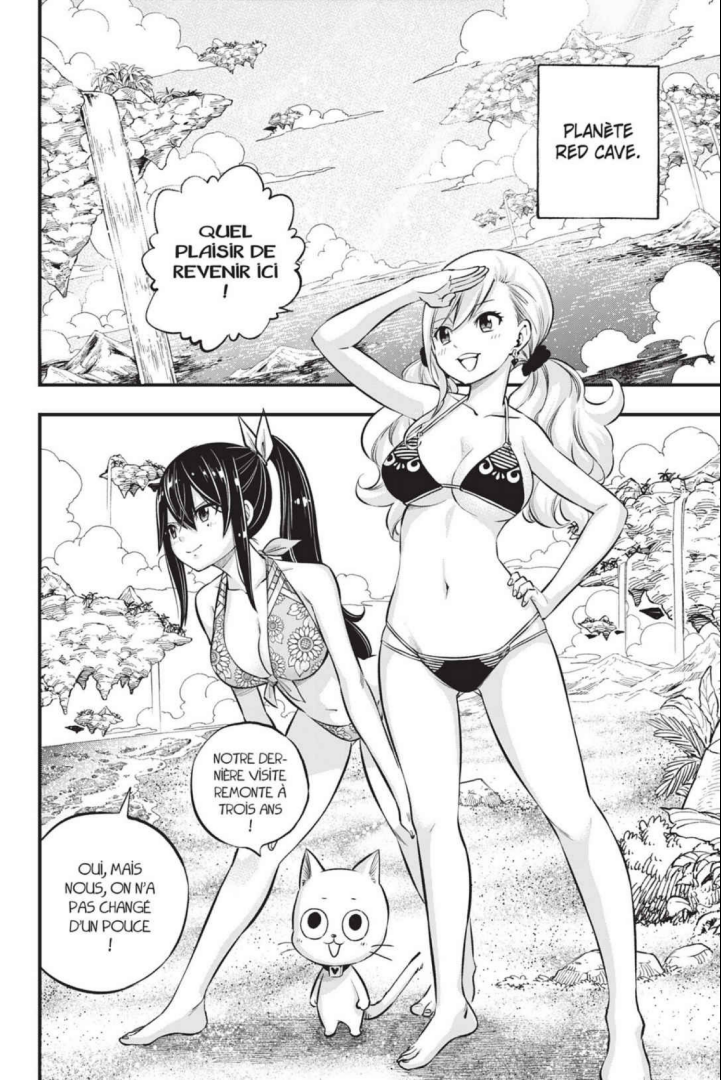 PLANÈTE
RED CAVE.
QUEL
PLAISIR DE
REVENIR ICI
!
NOTRE DER-
NIÈRE VISITE
REMONTE À
TROIS ANS
!
OUI, MAIS
NOUS, ON N'A
PAS CHANGÉ
D'UN POUCE
!